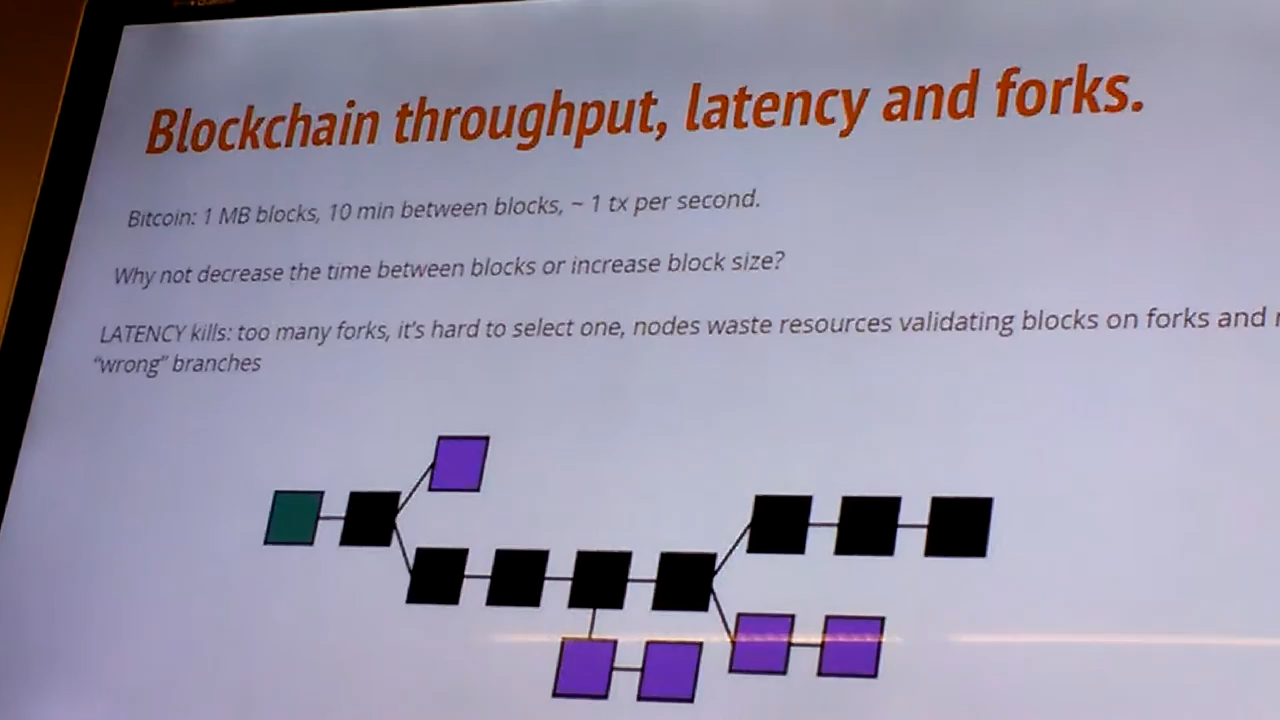 Blockchain throughput, latency and forks.
Bitcoin: 1 MB blocks, 10 min between blocks, ~ 1 tx per second.
Why not decrease the time between blocks or increase block size?
LATENCY kills: too many forks, it's hard to select one, nodes waste resources validating blocks on forks and
"wrong" branches